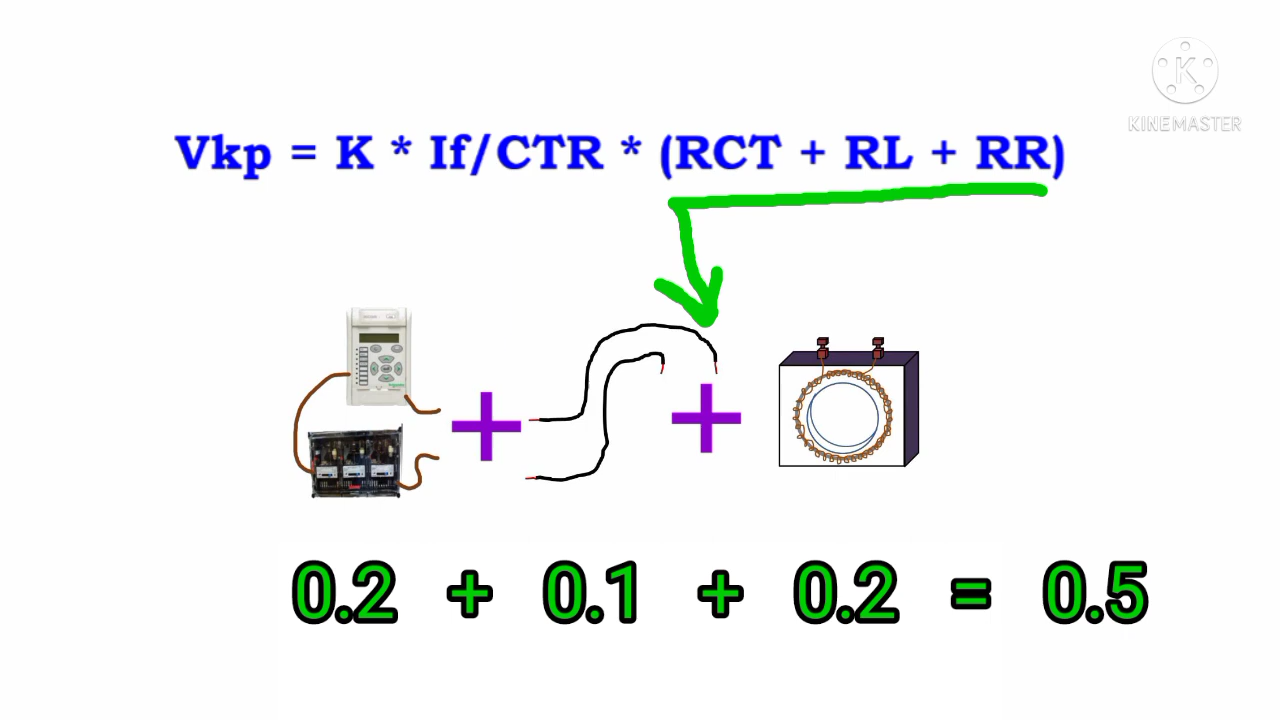 K
KINEMASTER
Vkp = K * If/CTR * (RCT + RL + RR)
0.2 + 0.1 + 0.2 = 0.5